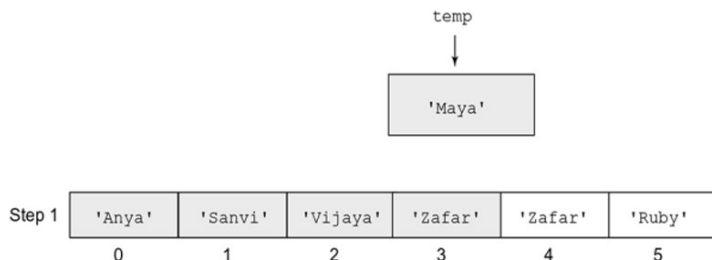 temp
'Maya'
Step 1 'Anya' 'Sanvi' 'Vijaya' 'Zafar' 'Zafar' 'Ruby'
0 1 2 3 4 5